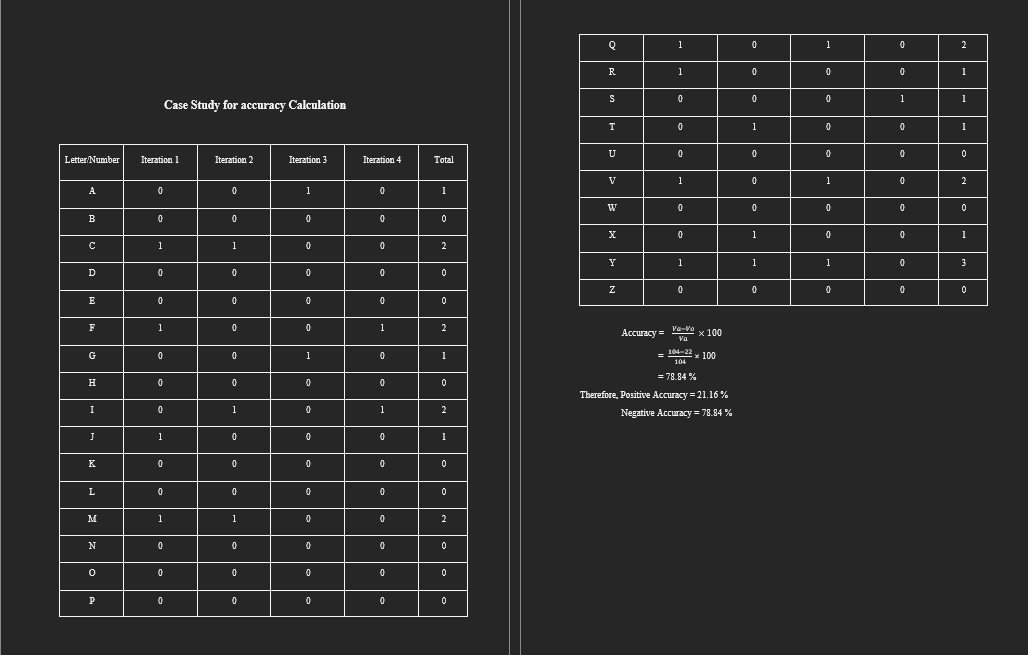 Case Study for accuracy Calculation
Letter/Number Iteration 1 Iteration 2 Iteration 3 Iteration 4 Total
A 0 0 1 0 1
B 0 0 0 0 0
C 1 1 0 0 2
D 0 0 0 0 0
E 0 0 0 0 0
F 1 0 0 1 2
G 0 0 1 0 1
H 0 0 0 0 0
I 0 1 0 1 2
J 1 0 0 0 1
K 0 0 0 0 0
L 0 0 0 0 0
M 1 1 0 0 2
N 0 0 0 0 0
O 0 0 0 0 0
P 0 0 0 0 0
Q 1 0 1 0 2
R 1 0 0 0 1
S 0 0 0 1 1
T 0 1 0 0 1
U 0 0 0 0 0
V 1 0 1 0 2
W 0 0 0 0 0
X 0 1 0 0 1
Y 1 1 1 0 3
Z 0 0 0 0 0
Accuracy = Va−Vo/Va × 100
= 104−22/104 × 100
= 78.84 %
Therefore, Positive Accuracy = 21.16 %
Negative Accuracy = 78.84 %